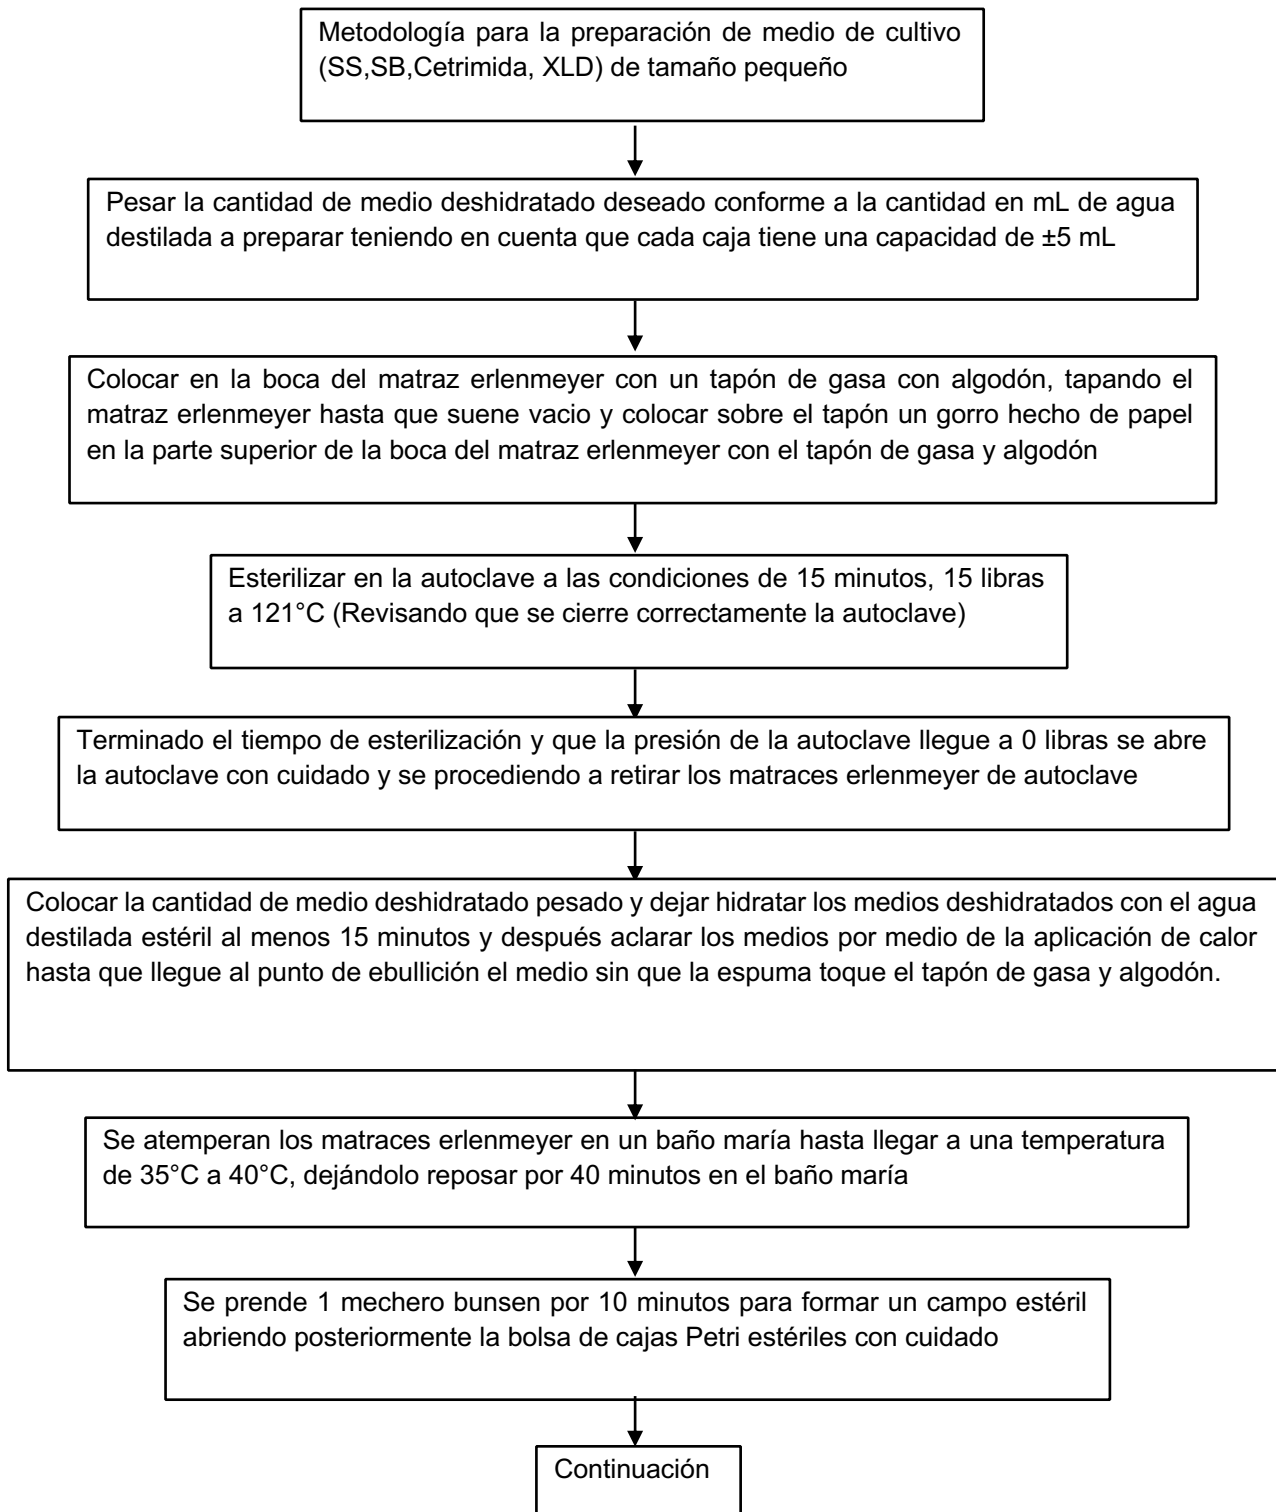 Metodología para la preparación de medio de cultivo
(SS,SB,Cetrimida, XLD) de tamaño pequeño
Pesar la cantidad de medio deshidratado deseado conforme a la cantidad en mL de agua
destilada a preparar teniendo en cuenta que cada caja tiene una capacidad de ±5 mL
Colocar en la boca del matraz erlenmeyer con un tapón de gasa con algodón, tapando el
matraz erlenmeyer hasta que suene vacio y colocar sobre el tapón un gorro hecho de papel
en la parte superior de la boca del matraz erlenmeyer con el tapón de gasa y algodón
Esterilizar en la autoclave a las condiciones de 15 minutos, 15 libras
a 121°C (Revisando que se cierre correctamente la autoclave)
Terminado el tiempo de esterilización y que la presión de la autoclave llegue a 0 libras se abre
la autoclave con cuidado y se procediendo a retirar los matraces erlenmeyer de autoclave
Colocar la cantidad de medio deshidratado pesado y dejar hidratar los medios deshidratados con el agua
destilada estéril al menos 15 minutos y después aclarar los medios por medio de la aplicación de calor
hasta que llegue al punto de ebullición el medio sin que la espuma toque el tapón de gasa y algodón.
Se atemperan los matraces erlenmeyer en un baño maría hasta llegar a una temperatura
de 35°C a 40°C, dejándolo reposar por 40 minutos en el baño maría
Se prende 1 mechero bunsen por 10 minutos para formar un campo estéril
abriendo posteriormente la bolsa de cajas Petri estériles con cuidado
Continuación